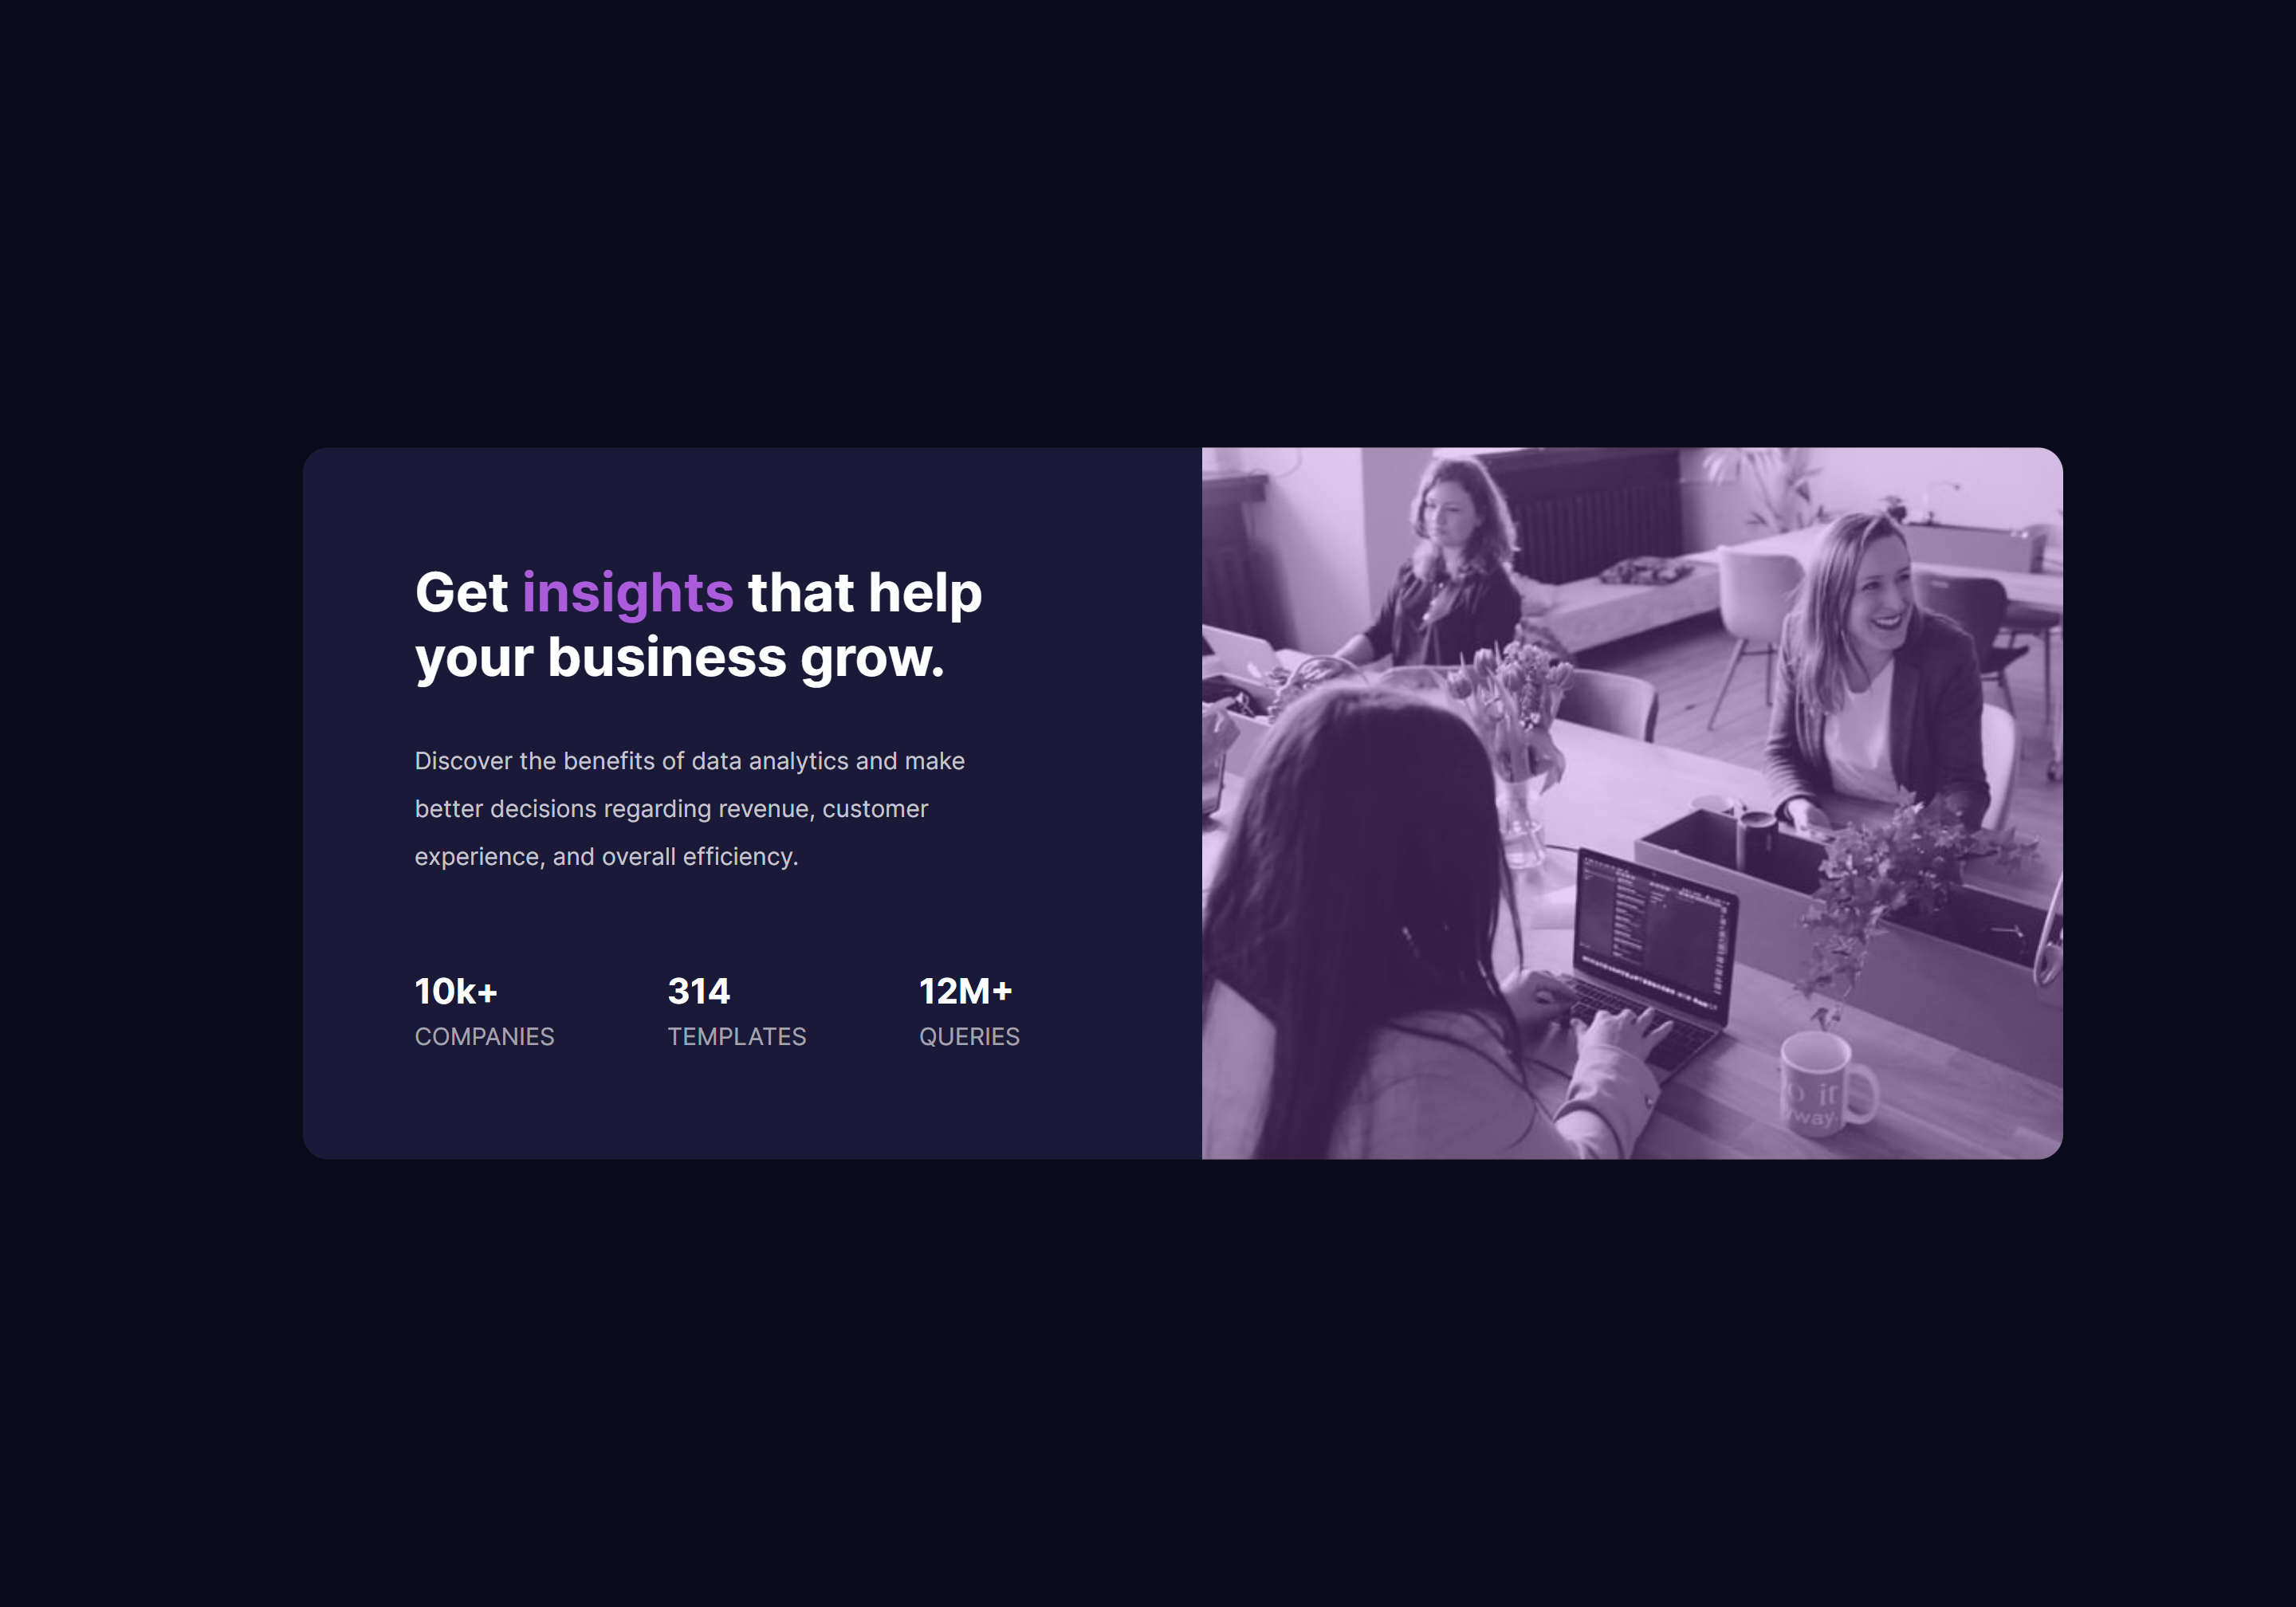 Get insights that help
your business grow.
Discover the benefits of data analytics and make
better decisions regarding revenue, customer
experience, and overall efficiency.
10k+ 314 12M+
COMPANIES TEMPLATES QUERIES